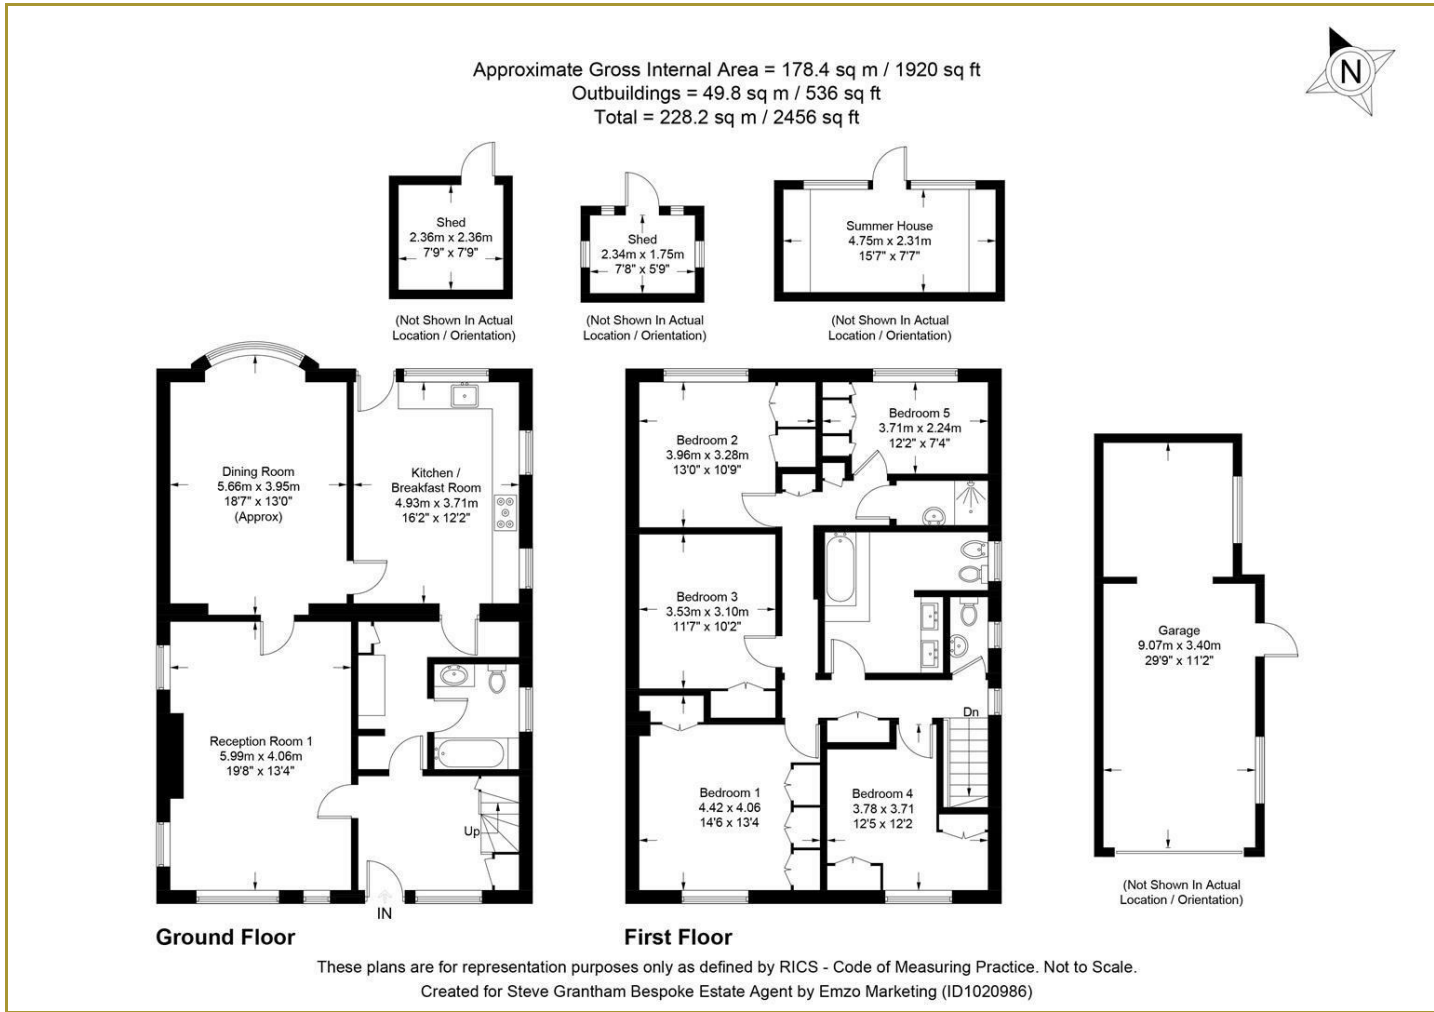 N
Approximate Gross Internal Area = 178.4 sq m / 1920 sq ft
Outbuildings = 49.8 sq m / 536 sq ft
Total = 228.2 sq m / 2456 sq ft
Shed
2.36m x 2.36m
7'9" x 7'9"
(Not Shown In Actual
Location / Orientation)
Shed
2.34m x 1.75m
7'8" x 5'9"
(Not Shown In Actual
Location / Orientation)
Summer House
4.75m x 2.31m
15'7" x 7'7"
(Not Shown In Actual
Location / Orientation)
Dining Room
5.66m x 3.95m
18'7" x 13'0"
(Approx)
Kitchen /
Breakfast Room
4.93m x 3.71m
16'2" x 12'2"
Reception Room 1
5.99m x 4.06m
19'8" x 13'4"
Up
IN
Ground Floor
Bedroom 2
3.96m x 3.28m
13'0" x 10'9"
Bedroom 5
3.71m x 2.24m
12'2" x 7'4"
Bedroom 3
3.53m x 3.10m
11'7" x 10'2"
Dn
Bedroom 1
4.42 x 4.06
14'6 x 13'4
Bedroom 4
3.78 x 3.71
12'5 x 12'2
First Floor
Garage
9.07m x 3.40m
29'9" x 11'2"
(Not Shown In Actual
Location / Orientation)
These plans are for representation purposes only as defined by RICS - Code of Measuring Practice. Not to Scale.
Created for Steve Grantham Bespoke Estate Agent by Emzo Marketing (ID1020986)